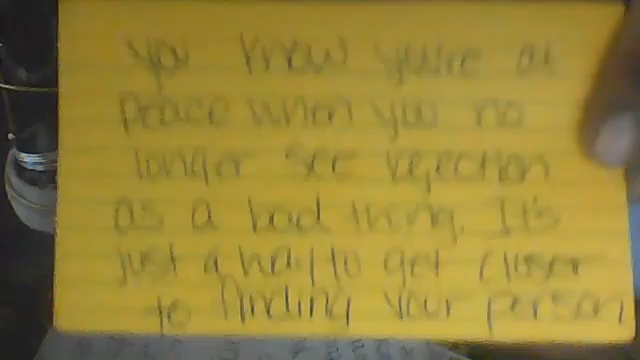 you know you're at
peace when you no
longer see rejection
as a bad thing. It's
just a way to get closer
to finding your person